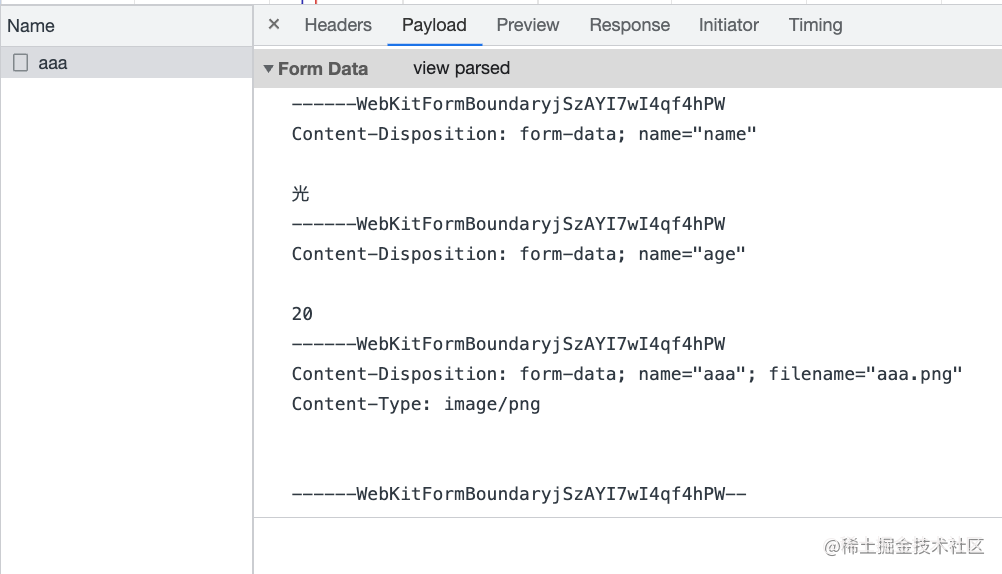 Name
aaa
× Headers Payload Preview Response Initiator Timing
▼ Form Data view parsed
------WebKitFormBoundaryjSzAYI7wI4qf4hPW
Content-Disposition: form-data; name="name"
光
------WebKitFormBoundaryjSzAYI7wI4qf4hPW
Content-Disposition: form-data; name="age"
20
------WebKitFormBoundaryjSzAYI7wI4qf4hPW
Content-Disposition: form-data; name="aaa"; filename="aaa.png"
Content-Type: image/png
------WebKitFormBoundaryjSzAYI7wI4qf4hPW--
@稀土掘金技术社区